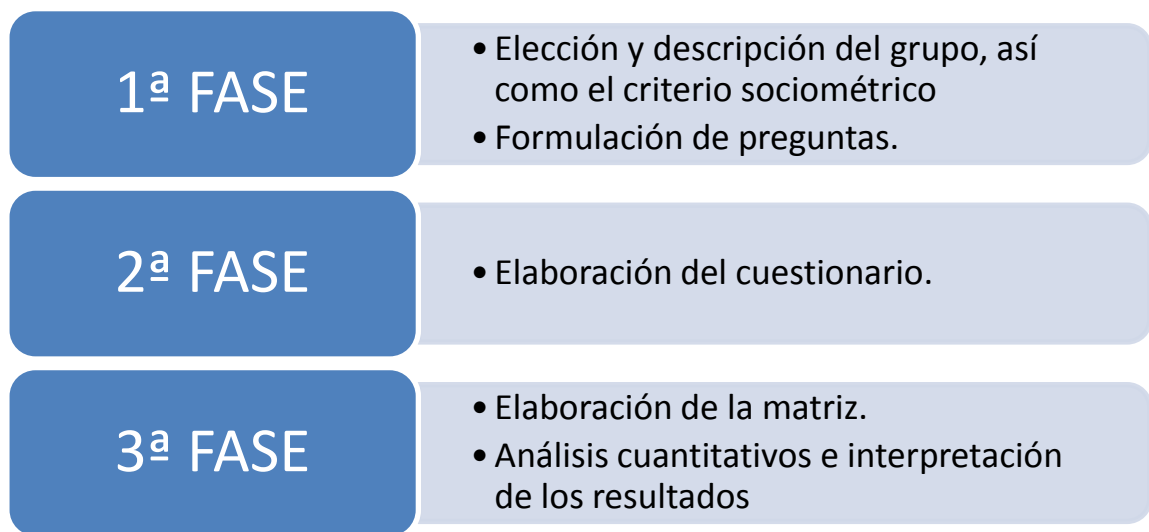 1ª FASE
• Elección y descripción del grupo, así
como el criterio sociométrico
• Formulación de preguntas.
2ª FASE
• Elaboración del cuestionario.
3ª FASE
• Elaboración de la matriz.
• Análisis cuantitativos e interpretación
de los resultados